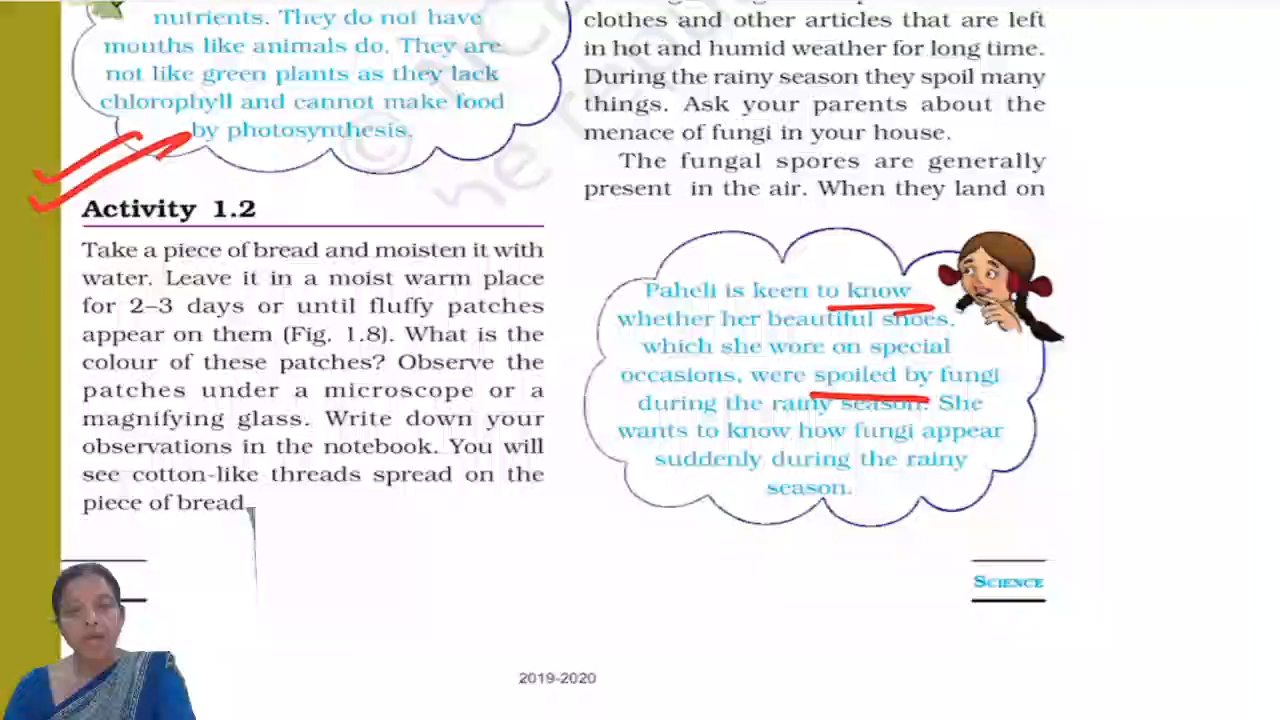 nutrients. They do not have
mouths like animals do. They are
not like green plants as they lack
chlorophyll and cannot make food
by photosynthesis.
Activity 1.2
Take a piece of bread and moisten it with
water. Leave it in a moist warm place
for 2–3 days or until fluffy patches
appear on them (Fig. 1.8). What is the
colour of these patches? Observe the
patches under a microscope or a
magnifying glass. Write down your
observations in the notebook. You will
see cotton-like threads spread on the
piece of bread.
clothes and other articles that are left
in hot and humid weather for long time.
During the rainy season they spoil many
things. Ask your parents about the
menace of fungi in your house.
The fungal spores are generally
present in the air. When they land on
Paheli is keen to know
whether her beautiful shoes,
which she wore on special
occasions, were spoiled by fungi
during the rainy season. She
wants to know how fungi appear
suddenly during the rainy
season.
SCIENCE
2019-2020